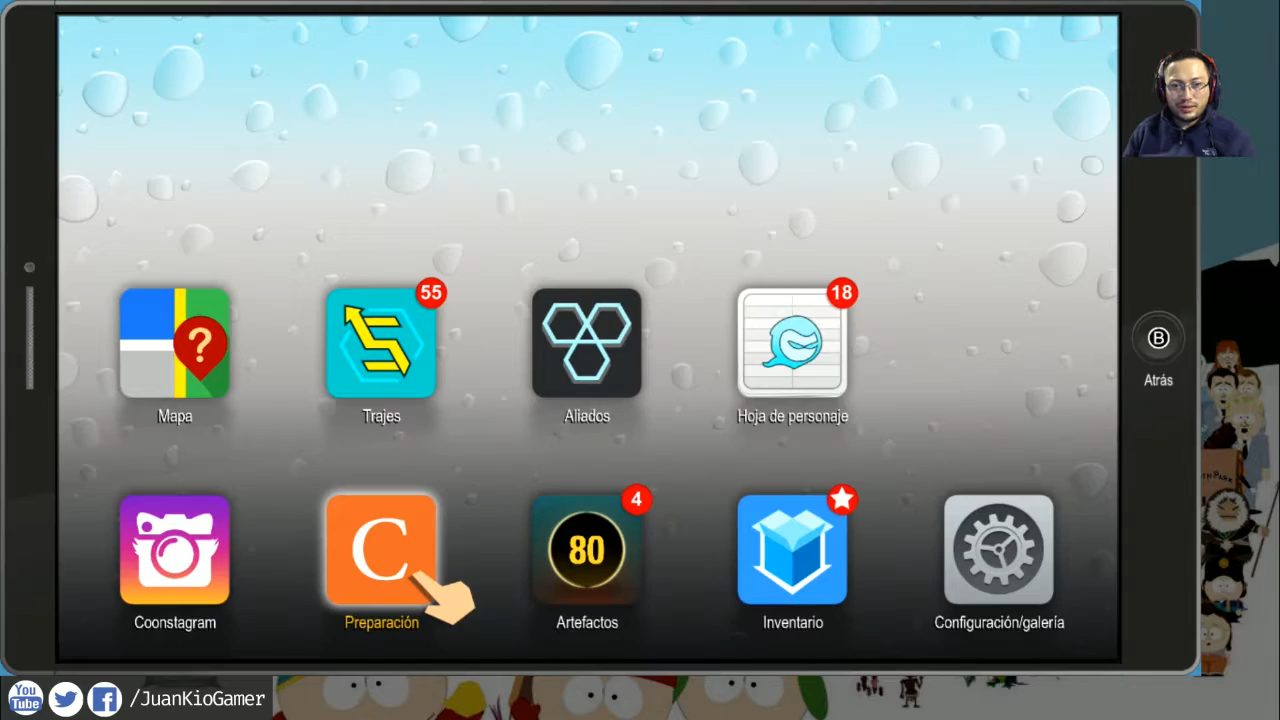 55
18
?
B
Mapa
Trajes
Aliados
Hoja de personaje
Atrás
4
C
80
Coonstagram
Preparación
Artefactos
Inventario
Configuración/galería
You
Tube
/JuanKioGamer